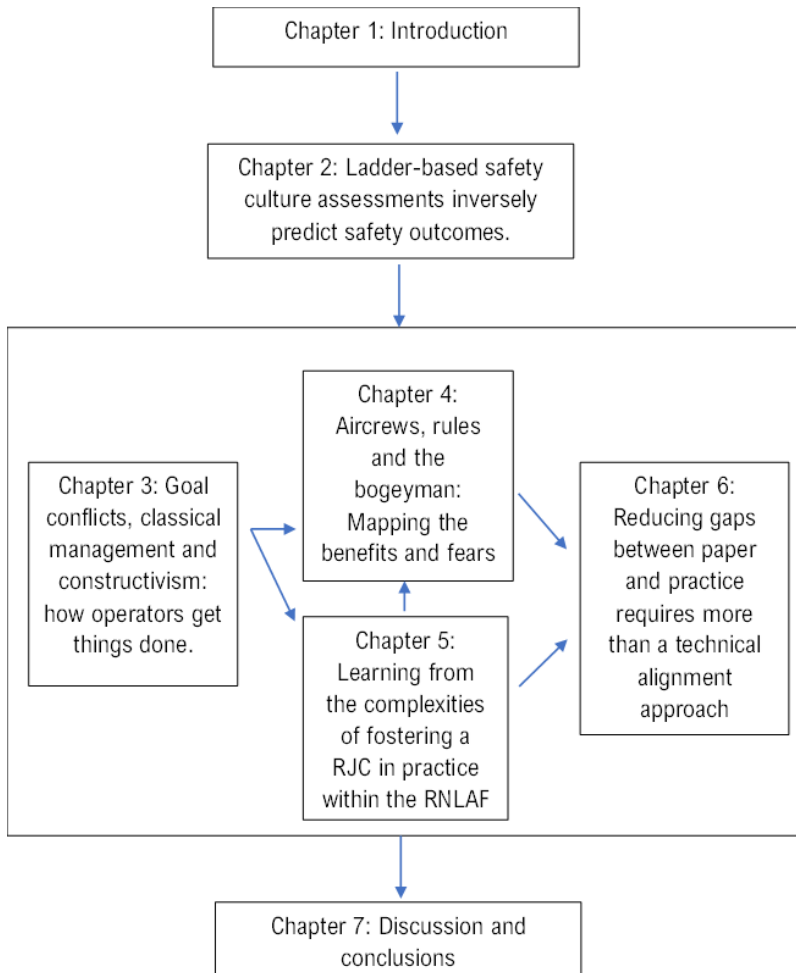 Chapter 1: Introduction
Chapter 2: Ladder-based safety
culture assessments inversely
predict safety outcomes.
Chapter 3: Goal
conflicts, classical
management and
constructivism:
how operators get
things done.
Chapter 4:
Aircrews, rules
and the
bogeyman:
Mapping the
benefits and fears
Chapter 5:
Learning from
the complexities
of fostering a
RJC in practice
within the RNLAF
Chapter 6:
Reducing gaps
between paper
and practice
requires more
than a technical
alignment
approach
Chapter 7: Discussion and
conclusions